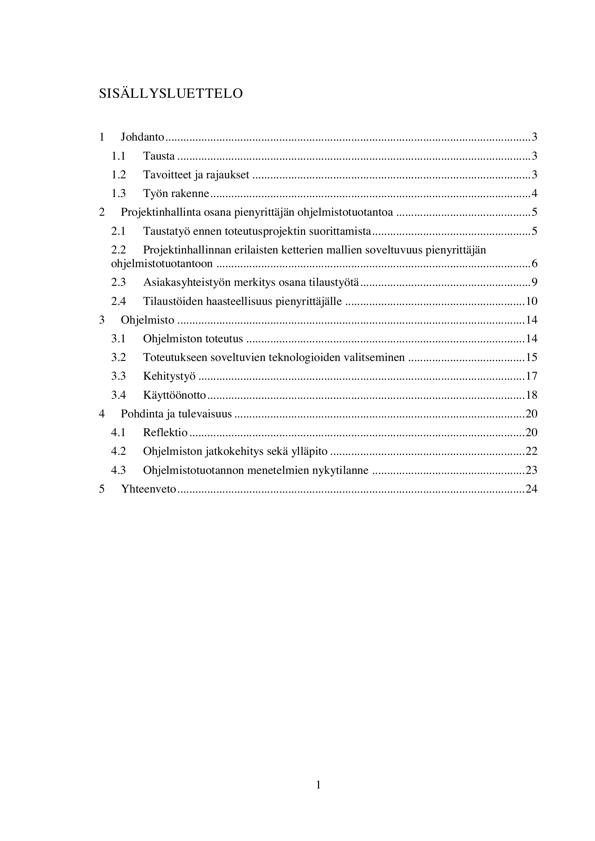 SISÄLLYSLUETTELO
1 Johdanto 3
1.1 Tausta 3
1.2 Tavoitteet ja rajaukset 3
1.3 Työn rakenne 4
2 Projektinhallinta osana pienyrittäjän ohjelmistotuotantoa 5
2.1 Taustatyö ennen toteutusprojektin suorittamista 5
2.2 Projektinhallinnan erilaisten ketterien mallien soveltuvuus pienyrittäjän
ohjelmistotuotantoon 6
2.3 Asiakasyhteistyön merkitys osana tilaustyötä 9
2.4 Tilaustöiden haasteellisuus pienyrittäjälle 10
3 Ohjelmisto 14
3.1 Ohjelmiston toteutus 14
3.2 Toteutukseen soveltuvien teknologioiden valitseminen 15
3.3 Kehitystyö 17
3.4 Käyttöönotto 18
4 Pohdinta ja tulevaisuus 20
4.1 Reflektio 20
4.2 Ohjelmiston jatkokehitys sekä ylläpito 22
4.3 Ohjelmistotuotannon menetelmien nykytilanne 23
5 Yhteenveto 24
1